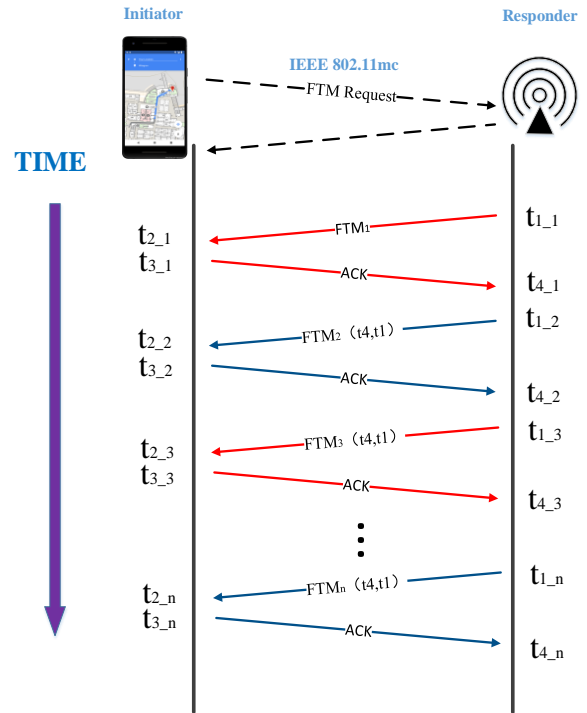 Initiator
Responder
IEEE 802.11mc
FTM Request
TIME
t1_1
FTM1
t2_1
t3_1
ACK
t4_1
t1_2
FTM2（t4,t1）
t2_2
t3_2
ACK
t4_2
t1_3
FTM3（t4,t1）
t2_3
t3_3
ACK
t4_3
t1_n
FTMn（t4,t1）
t2_n
t3_n
ACK
t4_n